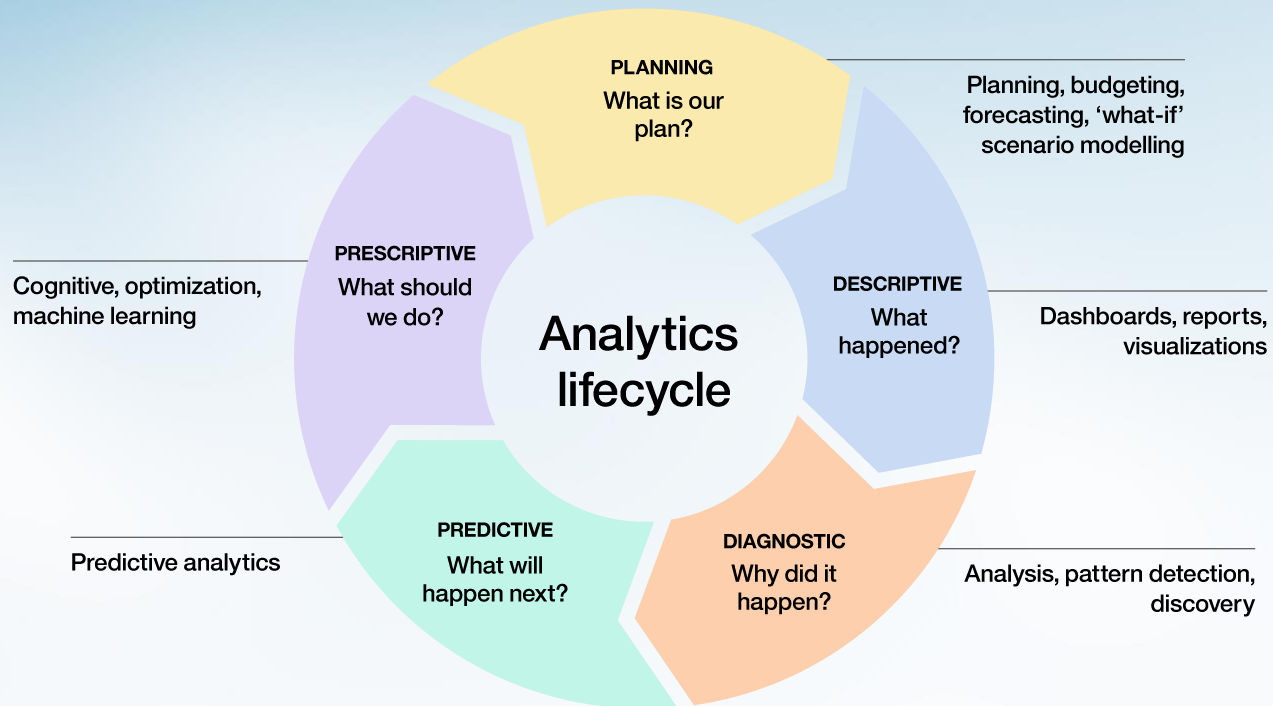 PLANNING
What is our
plan?
Planning, budgeting,
forecasting, ‘what-if’
scenario modelling
DESCRIPTIVE
What
happened?
Dashboards, reports,
visualizations
DIAGNOSTIC
Why did it
happen?
Analysis, pattern detection,
discovery
PREDICTIVE
What will
happen next?
Predictive analytics
PRESCRIPTIVE
What should
we do?
Cognitive, optimization,
machine learning
Analytics
lifecycle